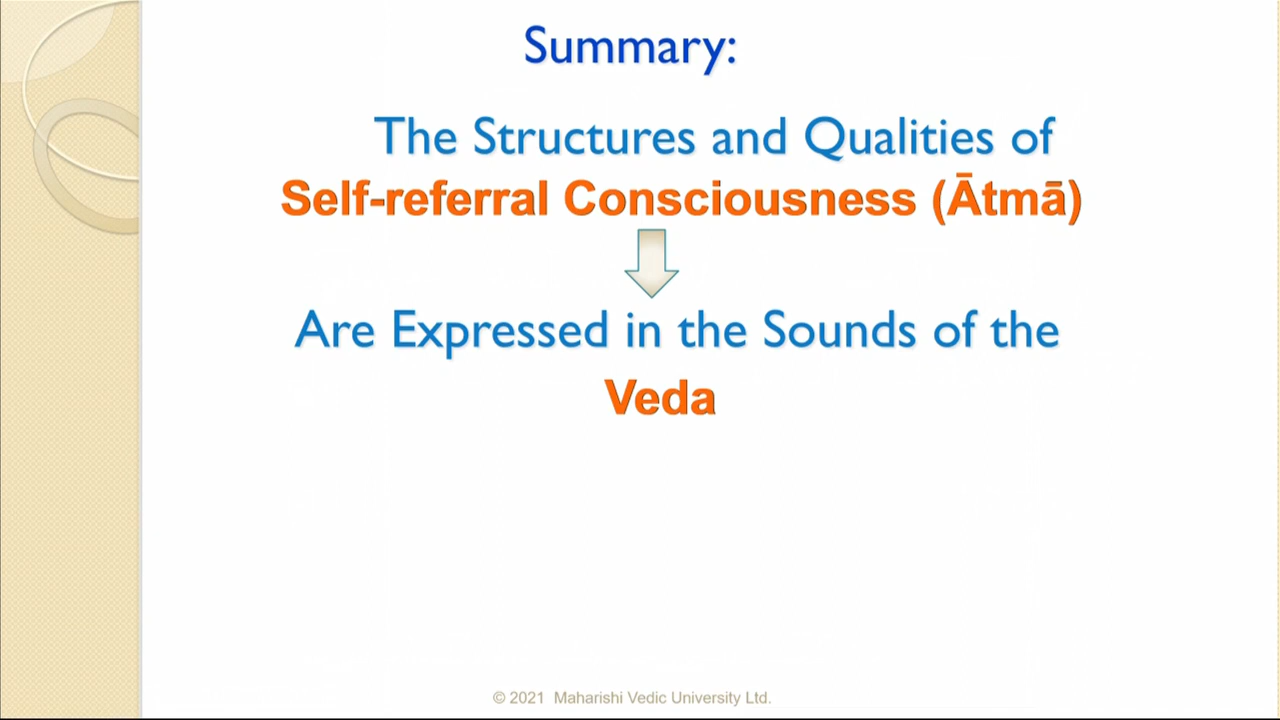 Summary:
The Structures and Qualities of
Self-referral Consciousness (Ātmā)
Are Expressed in the Sounds of the
Veda
© 2021 Maharishi Vedic University Ltd.